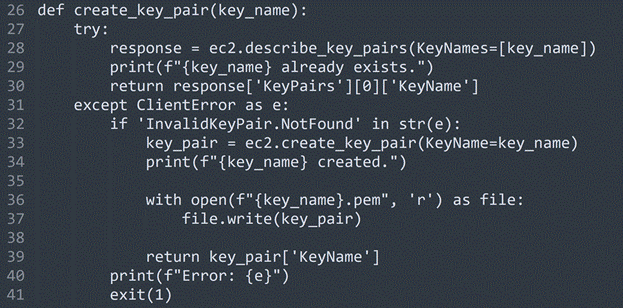 26 def create_key_pair(key_name):
27     try:
28         response = ec2.describe_key_pairs(KeyNames=[key_name])
29         print(f"{key_name} already exists.")
30         return response['KeyPairs'][0]['KeyName']
31     except ClientError as e:
32         if 'InvalidKeyPair.NotFound' in str(e):
33             key_pair = ec2.create_key_pair(KeyName=key_name)
34             print(f"{key_name} created.")
35
36             with open(f"{key_name}.pem", 'r') as file:
37                 file.write(key_pair)
38
39             return key_pair['KeyName']
40         print(f"Error: {e}")
41         exit(1)